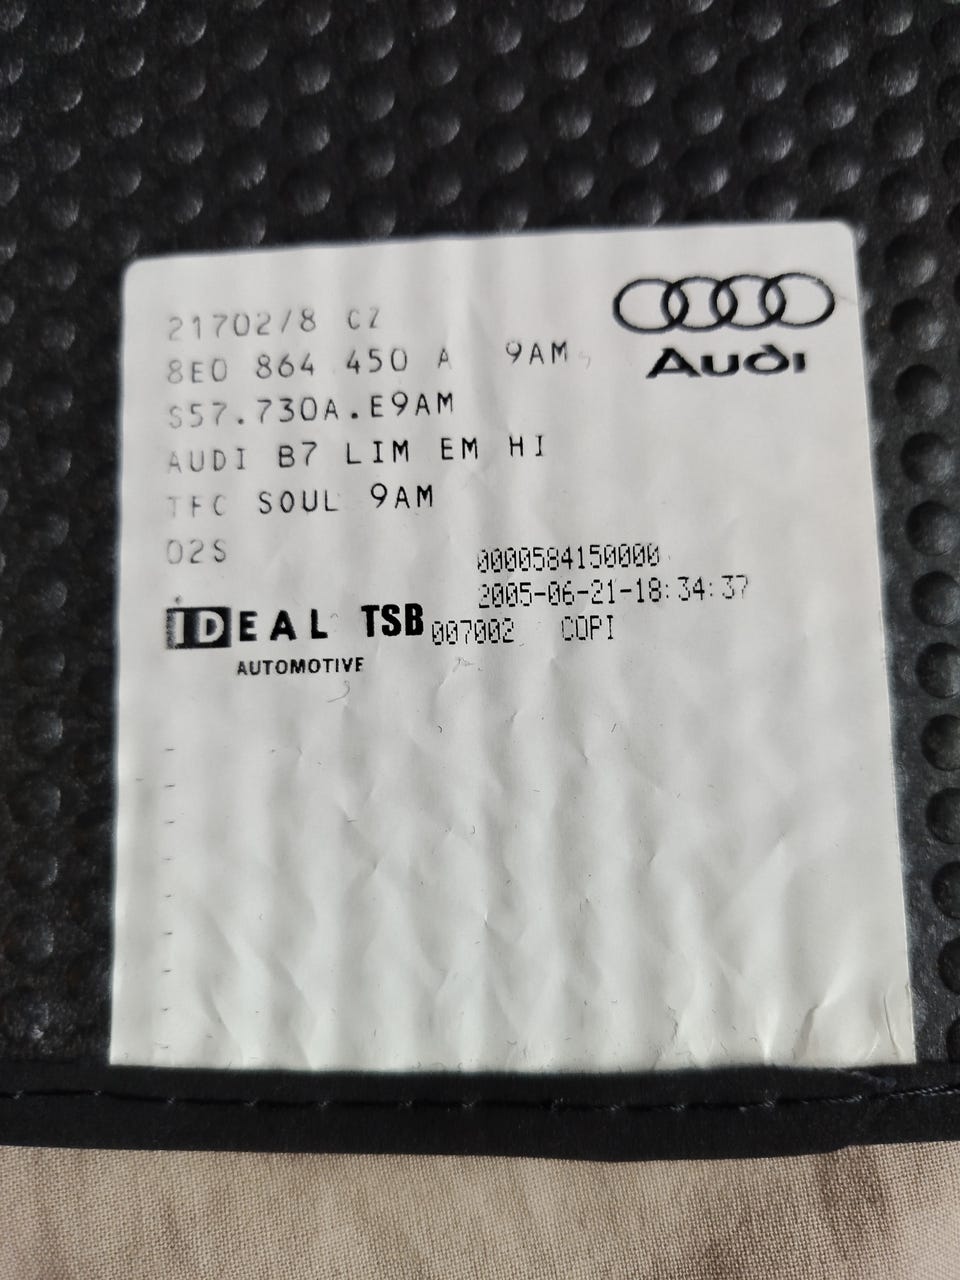 21702/8 CZ
8E0 864 450 A 9AM
S57.730A.E9AM
AUDI B7 LIM EM HI
TFC SOUL 9AM
02S
Audi
0000584150000
2005-06-21-18:34:37
007002 COPI
IDEAL TSB
AUTOMOTIVE